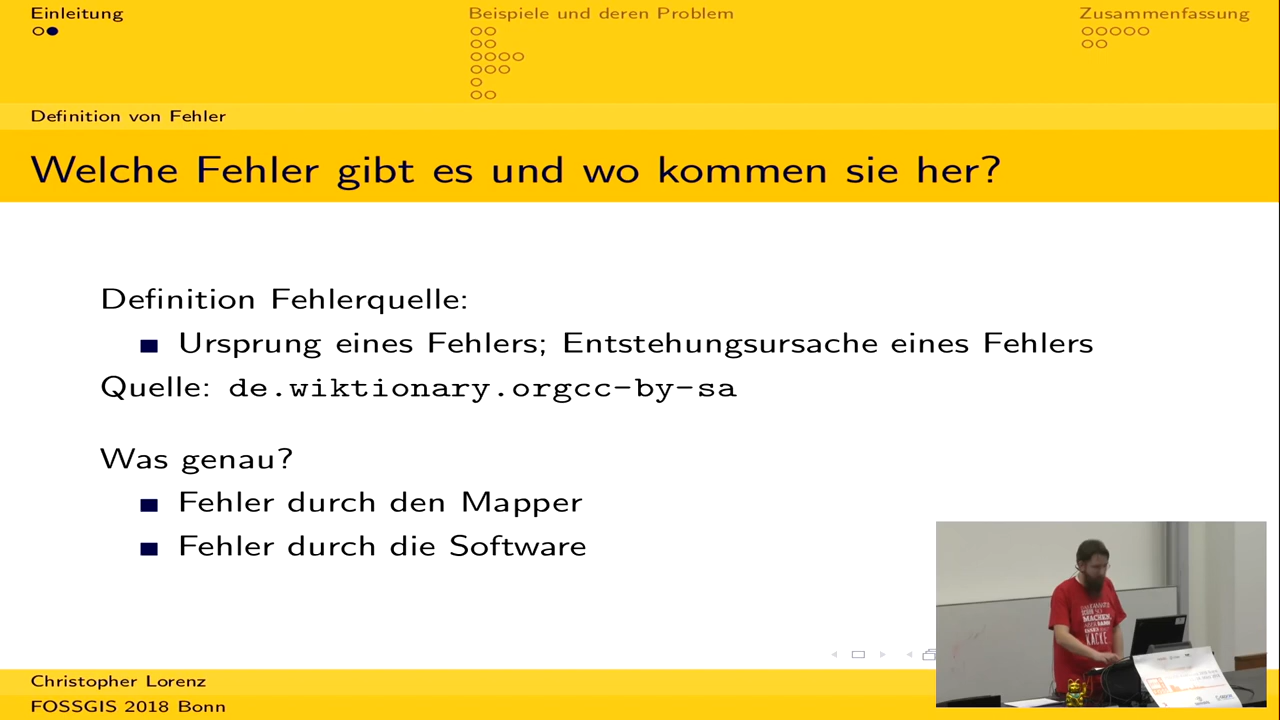 Einleitung
Beispiele und deren Problem
Zusammenfassung
Definition von Fehler
Welche Fehler gibt es und wo kommen sie her?
Definition Fehlerquelle:
Ursprung eines Fehlers; Entstehungsursache eines Fehlers
Quelle: de.wiktionary.orgcc-by-sa
Was genau?
Fehler durch den Mapper
Fehler durch die Software
MACHEN
KACKE
Christopher Lorenz
FOSSGIS 2018 Bonn